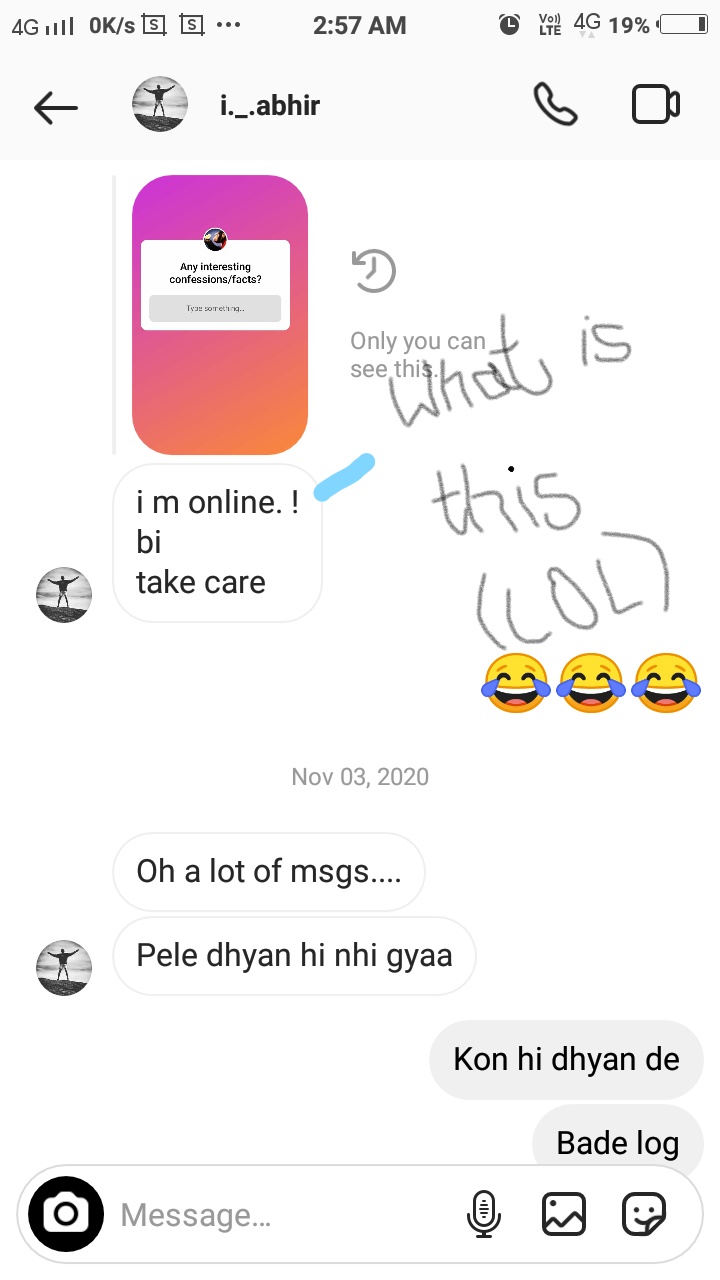 4G 0K/s S S ... 2:57 AM Vo)) LTE 4G 19%
i._.abhir
Any interesting
confessions/facts?
Type something...
Only you can
see this.
what is
this
(LOL)
i m online. !
bi
take care
Nov 03, 2020
Oh a lot of msgs....
Pele dhyan hi nhi gyaa
Kon hi dhyan de
Bade log
Message...